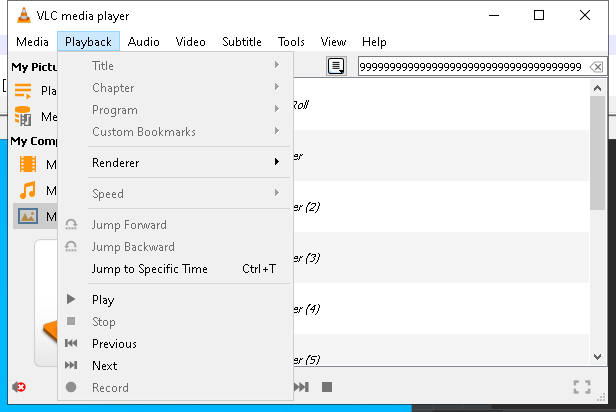 VLC media player
Media Playback Audio Video Subtitle Tools View Help
My Pictu
Title
Pla
Chapter
Me
Program
Roll
Custom Bookmarks
My Comp
Renderer
er
M
Speed
M
M
er (2)
Jump Forward
Jump Backward
er (3)
Jump to Specific Time Ctrl+T
Play
er (4)
Stop
Previous
Next
er (5)
Record